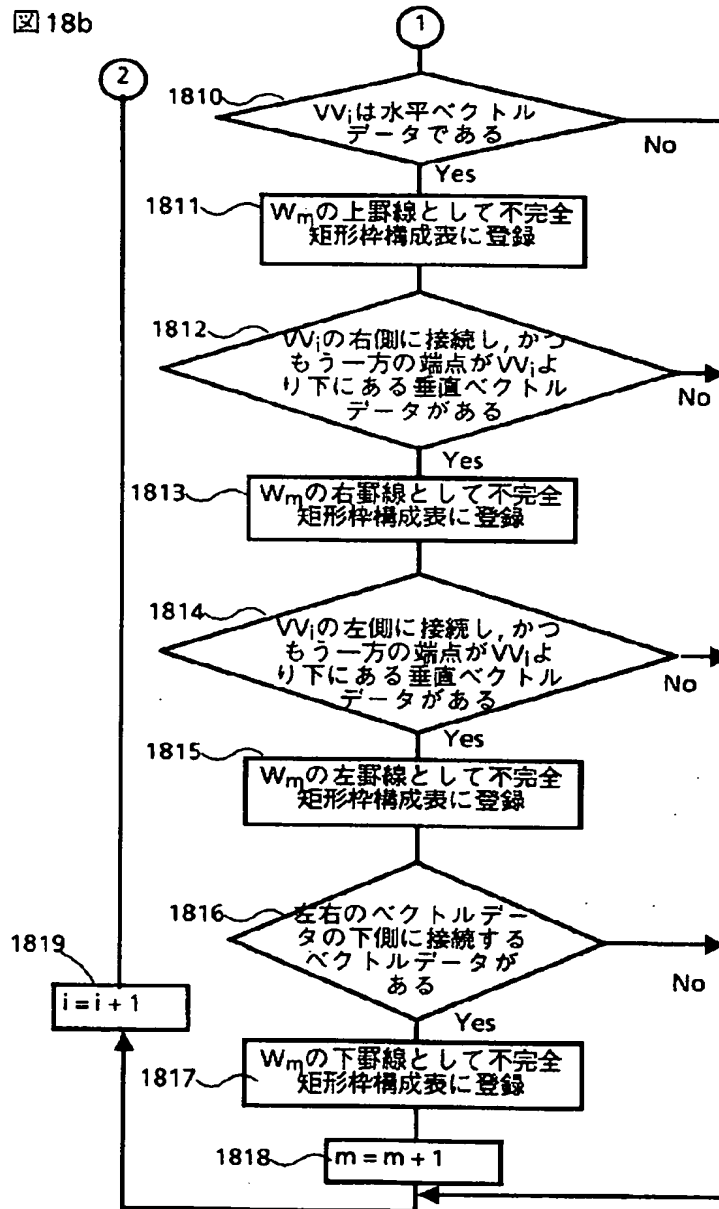 図18b
1
2
1810
VViは水平ベクトル
データである
No
Yes
1811
Wmの上罫線として不完全
矩形枠構成表に登録
1812
VViの右側に接続し,かつ
もう一方の端点がVViよ
り下にある垂直ベクトル
データがある
No
Yes
1813
Wmの右罫線として不完全
矩形枠構成表に登録
1814
VViの左側に接続し,かつ
もう一方の端点がVViよ
り下にある垂直ベクトル
データがある
No
Yes
1815
Wmの左罫線として不完全
矩形枠構成表に登録
1816
左右のベクトルデー
タの下側に接続する
ベクトルデータが
ある
No
Yes
1819
i=i+1
1817
Wmの下罫線として不完全
矩形枠構成表に登録
1818
m=m+1